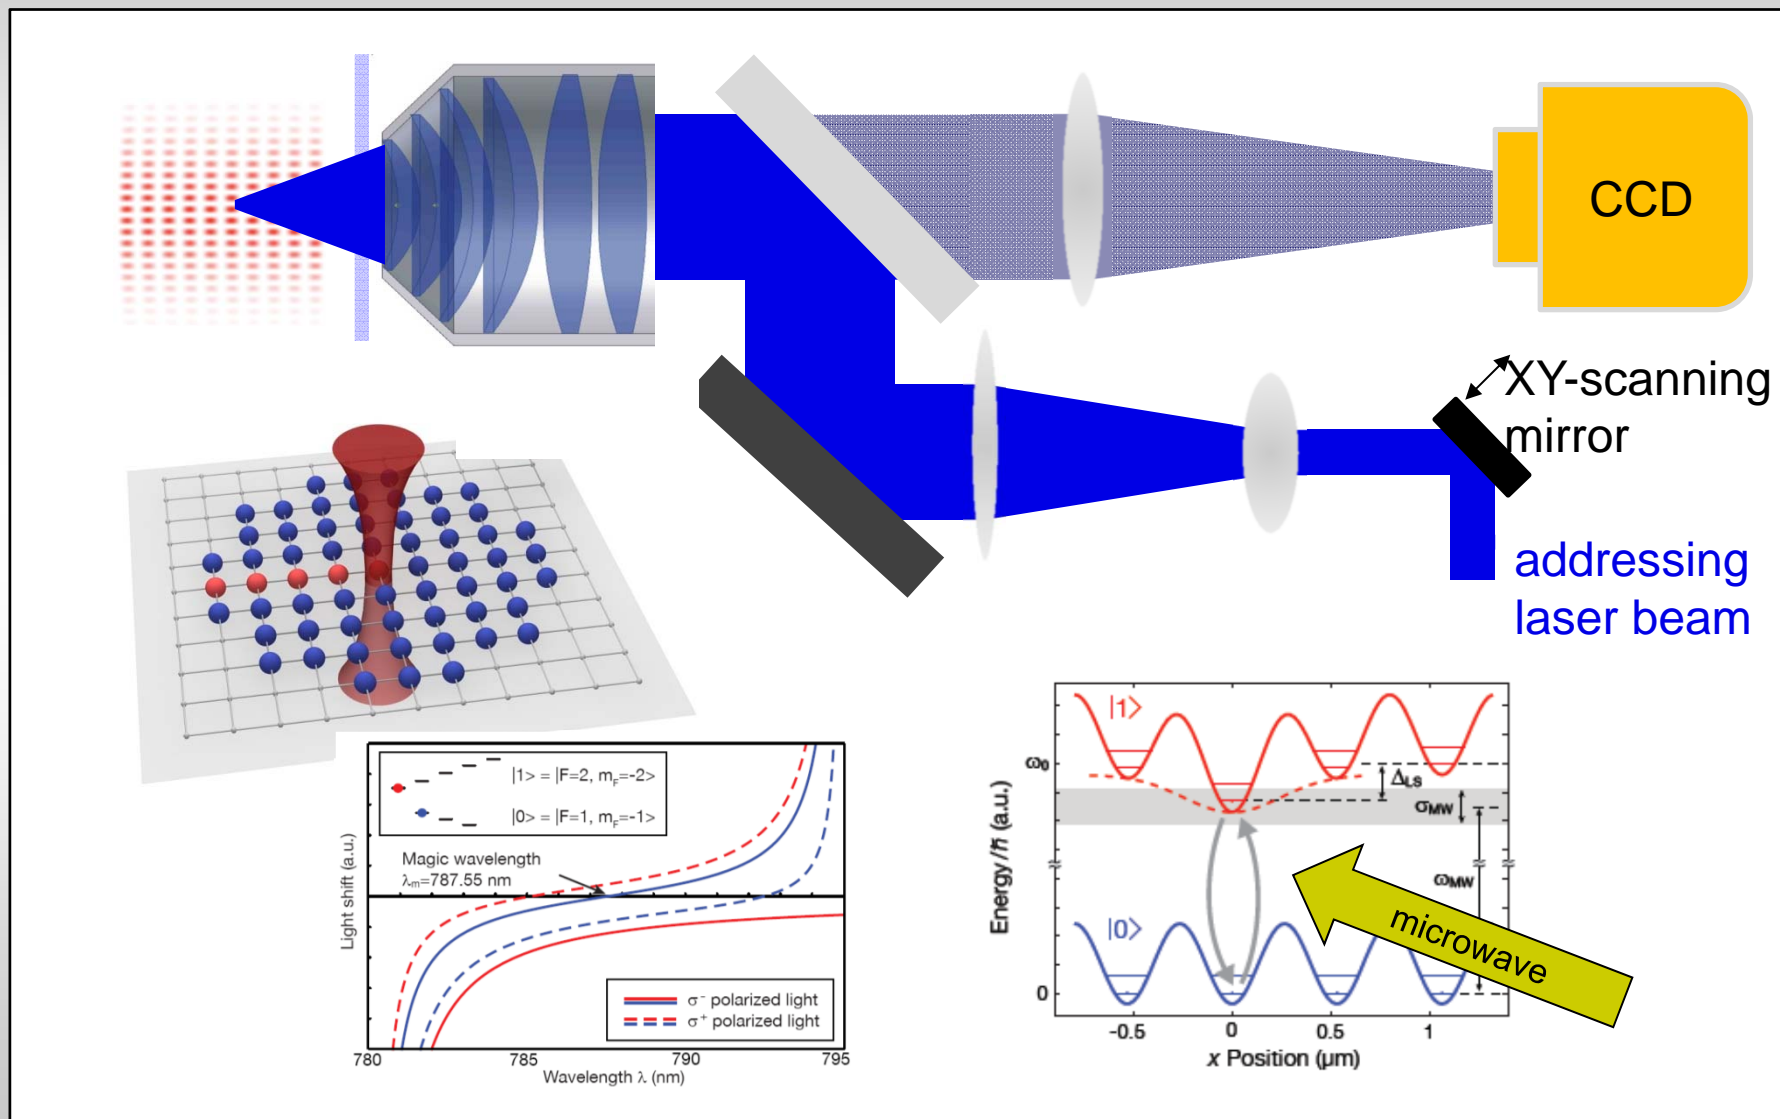 CCD
XY-scanning
mirror
addressing
laser beam
|1> = |F=2, m_F=-2>
|0> = |F=1, m_F=-1>
Magic wavelength
λ_m=787.55 nm
Light shift (a.u.)
σ⁻ polarized light
σ⁺ polarized light
780
785
790
795
Wavelength λ (nm)
|1⟩
ω₀
Δ_LS
σ_MW
Energy/ħ (a.u.)
ω_MW
|0⟩
microwave
0
-0.5
0
0.5
1
x Position (µm)